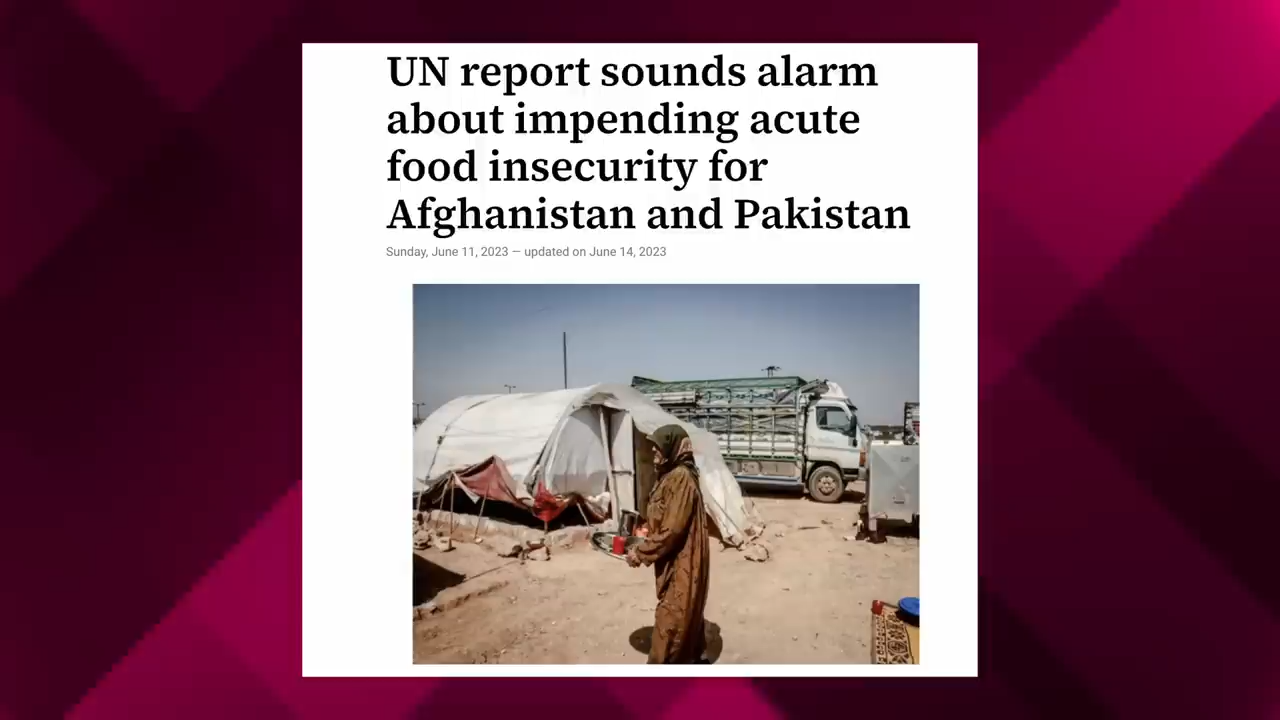 UN report sounds alarm
about impending acute
food insecurity for
Afghanistan and Pakistan
Sunday, June 11, 2023 — updated on June 14, 2023